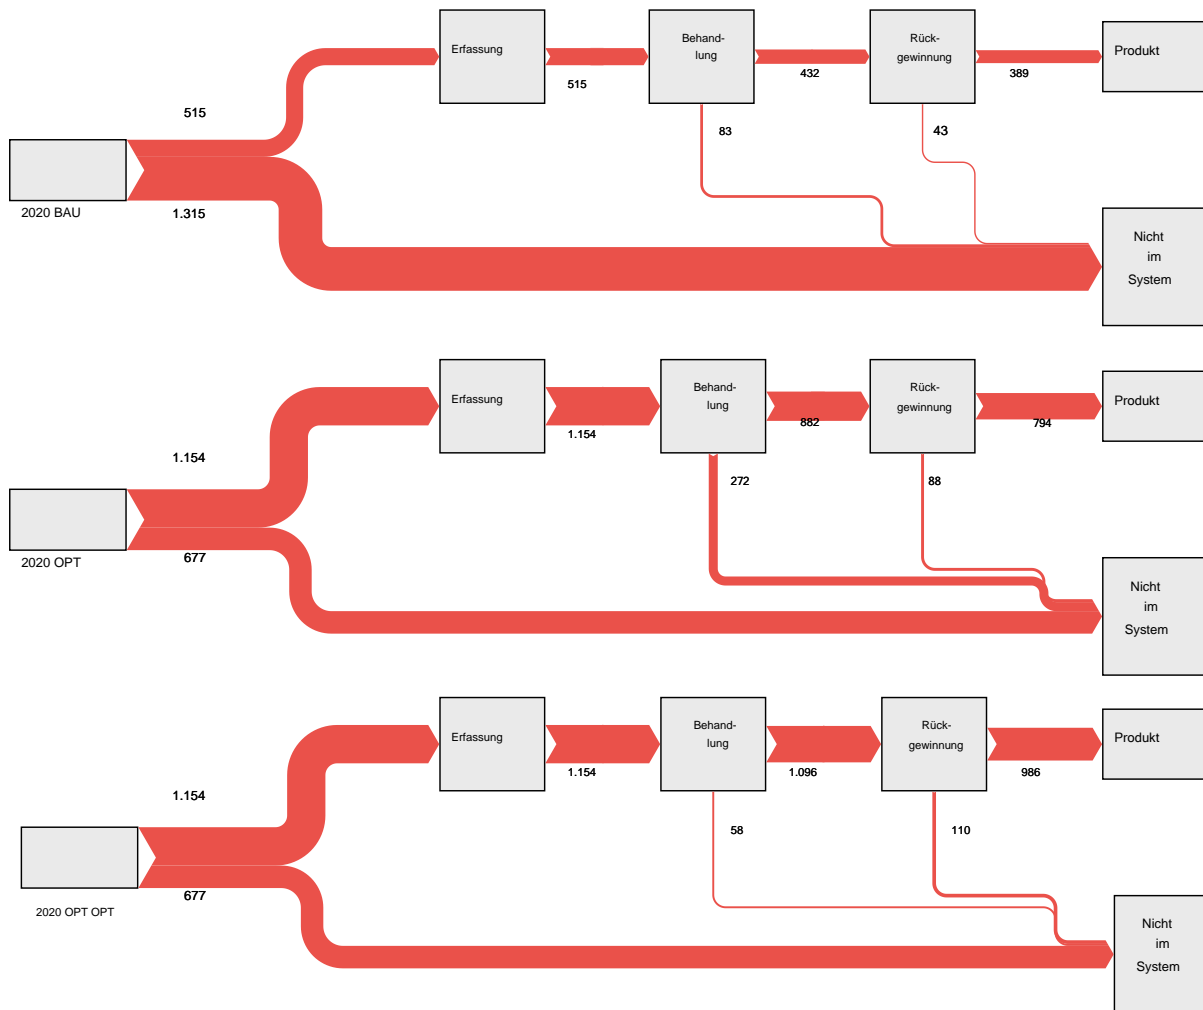 Erfassung
Behand-
lung
Rück-
gewinnung
Produkt
515
432
389
515
83
43
2020 BAU
1.315
Nicht
im
System
Erfassung
Behand-
lung
Rück-
gewinnung
Produkt
1.154
882
794
1.154
272
88
2020 OPT
677
Nicht
im
System
Erfassung
Behand-
lung
Rück-
gewinnung
Produkt
1.154
1.096
986
1.154
58
110
677
2020 OPT OPT
Nicht
im
System